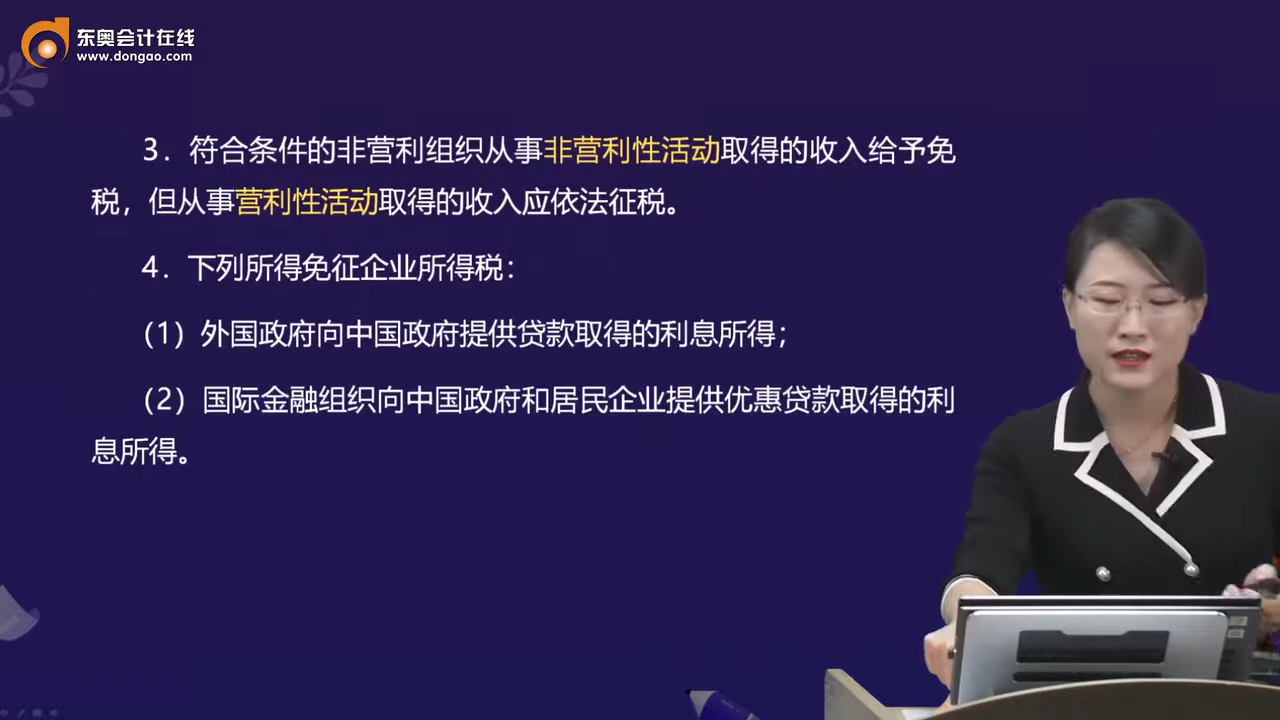 东奥会计在线
www.dongao.com
3．符合条件的非营利组织从事非营利性活动取得的收入给予免
税，但从事营利性活动取得的收入应依法征税。
4．下列所得免征企业所得税：
（1）外国政府向中国政府提供贷款取得的利息所得；
（2）国际金融组织向中国政府和居民企业提供优惠贷款取得的利
息所得。